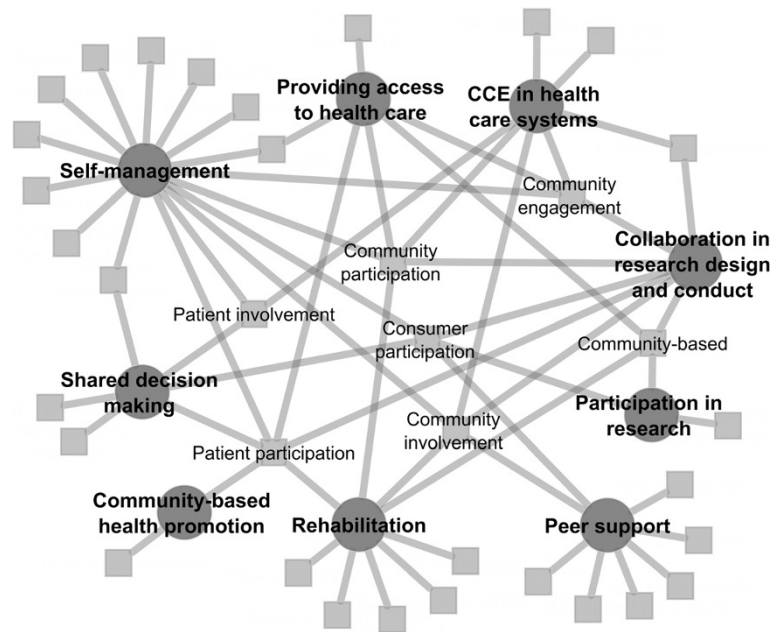 Providing access
to health care
CCE in health
care systems
Self-management
Community
engagement
Collaboration in
research design
and conduct
Community
participation
Patient involvement
Consumer
participation
Community-based
Shared decision
making
Participation in
research
Community
involvement
Patient participation
Community-based
health promotion
Rehabilitation
Peer support